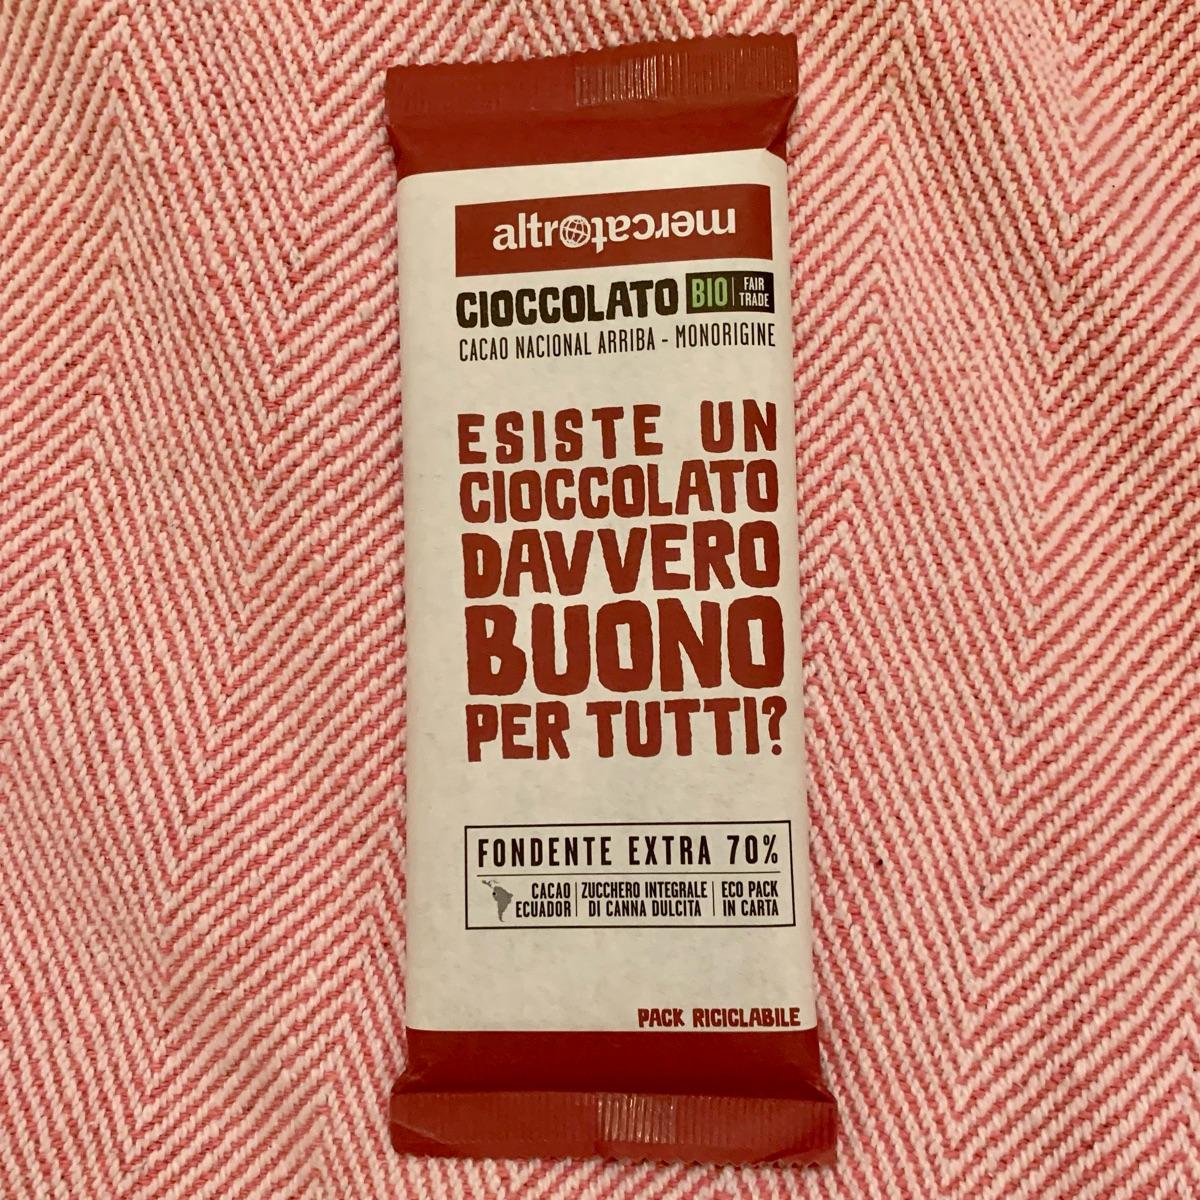 altromercato
CIOCCOLATO BIO FAIR TRADE
CACAO NACIONAL ARRIBA - MONORIGINE
ESISTE UN
CIOCCOLATO
DAVVERO
BUONO
PER TUTTI?
FONDENTE EXTRA 70%
CACAO ECUADOR
ZUCCHERO INTEGRALE DI CANNA DULCITA
ECO PACK IN CARTA
PACK RICICLABILE